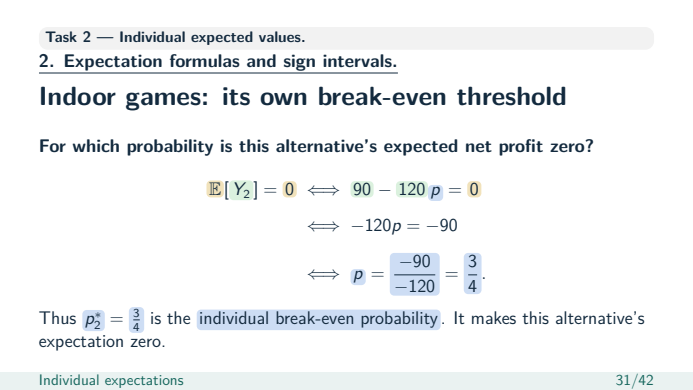 Task 2 — Individual expected values.
2. Expectation formulas and sign intervals.
Indoor games: its own break-even threshold
For which probability is this alternative's expected net profit zero?
𝔼[Y₂] = 0 ⟺ 90 − 120p = 0
⟺ −120p = −90
⟺ p = −90/−120 = 3/4.
Thus p₂* = 3/4 is the individual break-even probability. It makes this alternative's
expectation zero.
Individual expectations 31/42